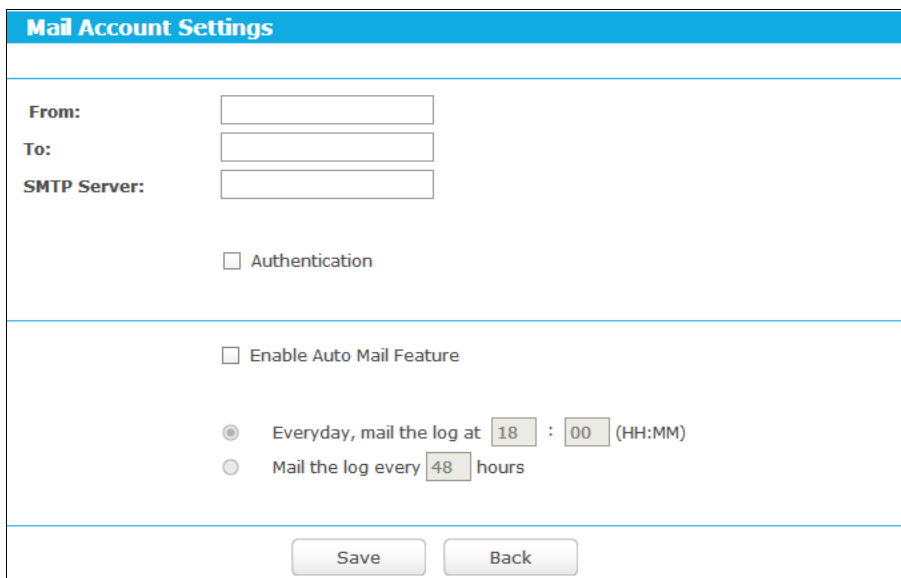 Mail Account Settings
From:
To:
SMTP Server:
Authentication
Enable Auto Mail Feature
Everyday, mail the log at 18 : 00 (HH:MM)
Mail the log every 48 hours
Save Back